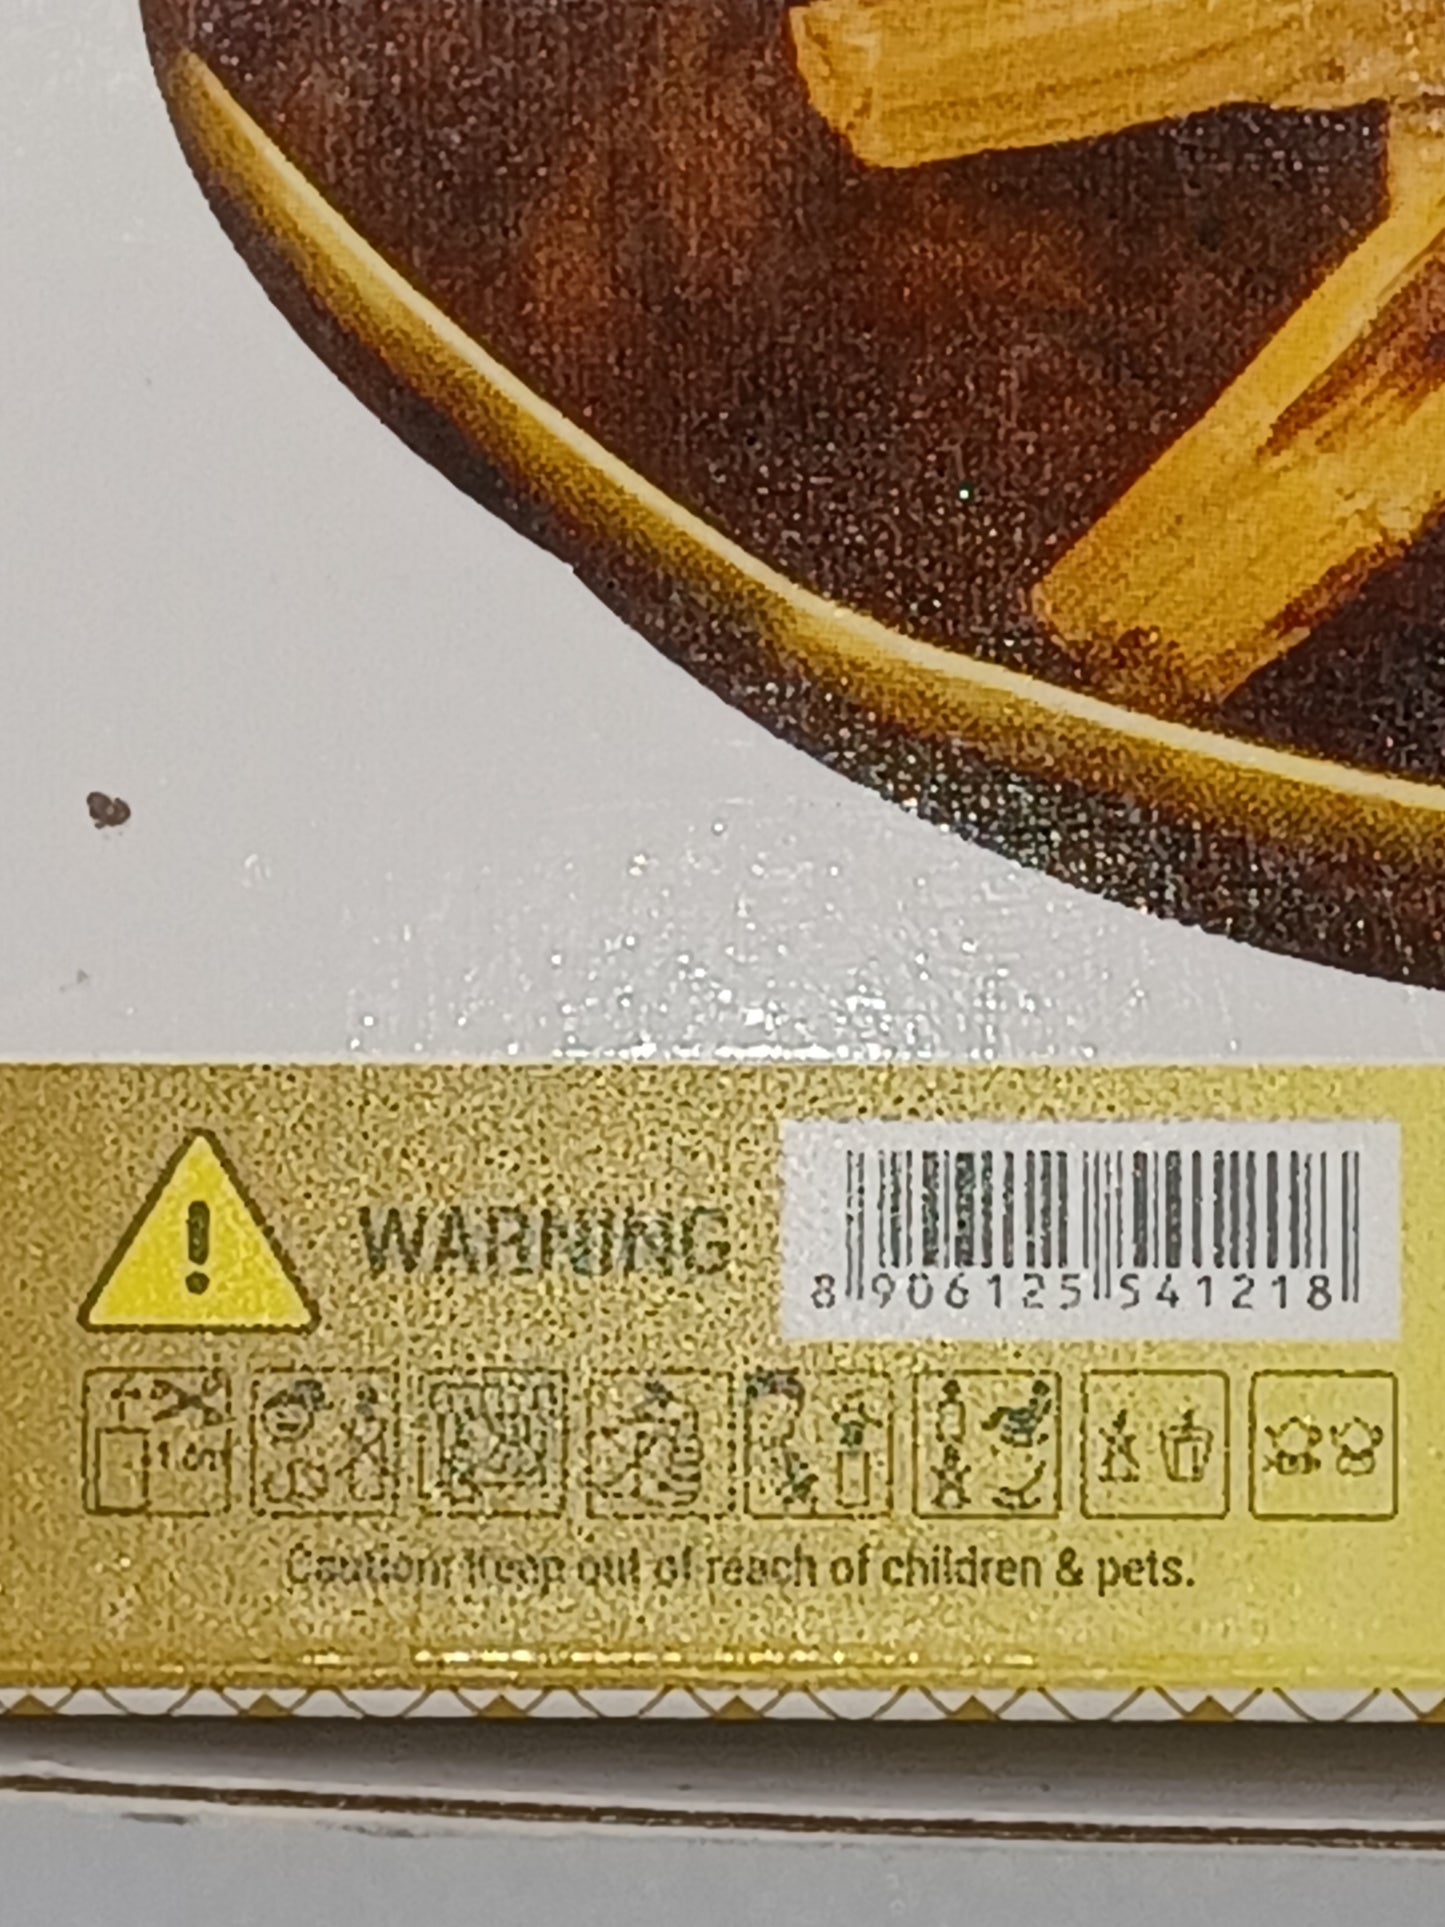 WARNING
8 906125 541218
Caution: Keep out of reach of children & pets.